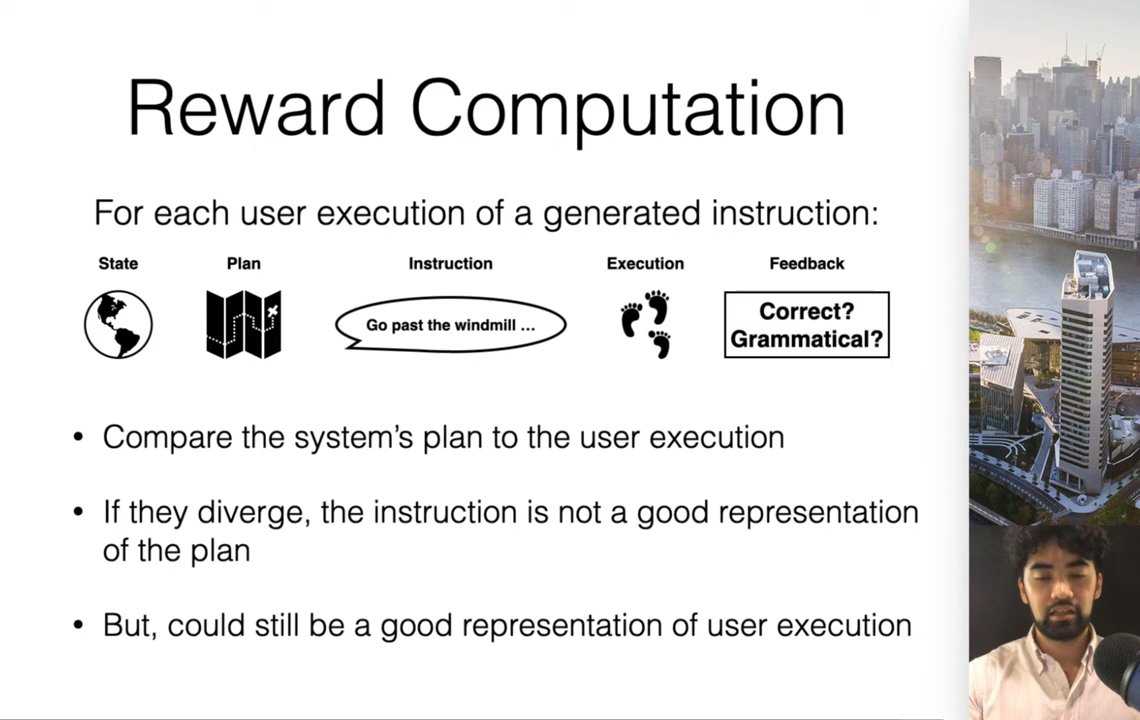 Reward Computation
For each user execution of a generated instruction:
State Plan Instruction Execution Feedback
Go past the windmill ...
Correct?
Grammatical?
• Compare the system's plan to the user execution
• If they diverge, the instruction is not a good representation
of the plan
• But, could still be a good representation of user execution